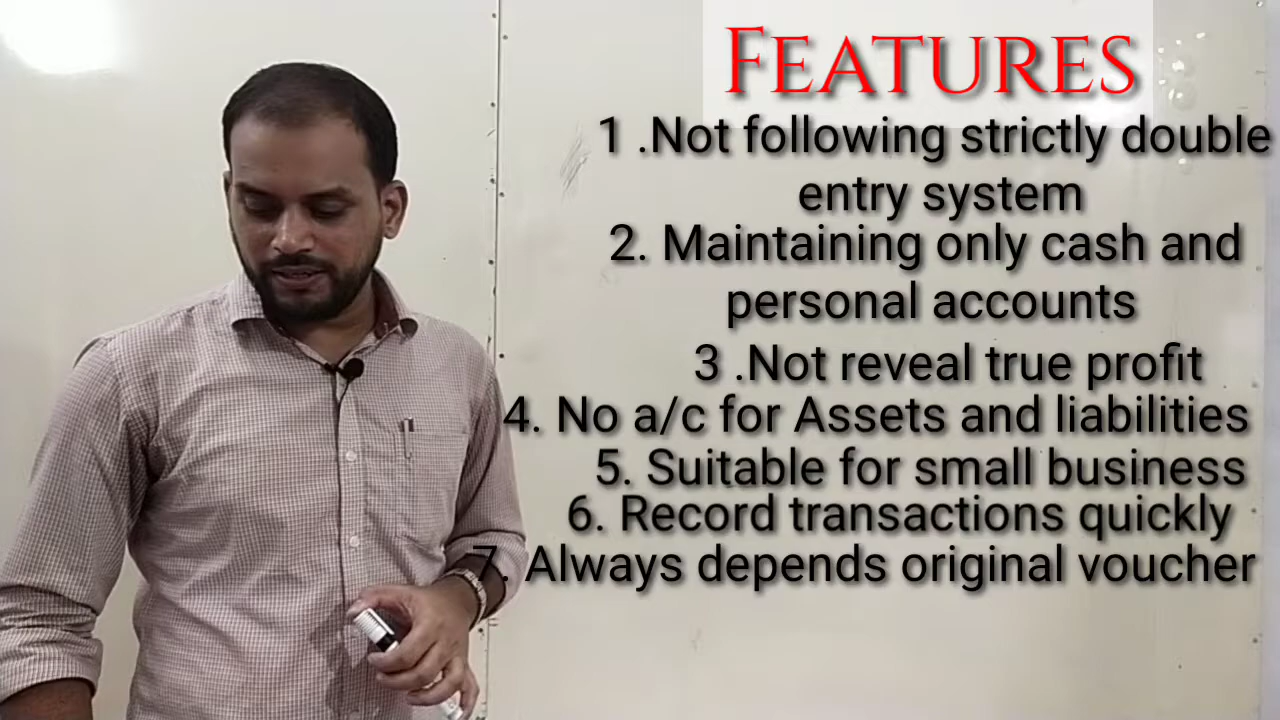 FEATURES
1 .Not following strictly double
entry system
2. Maintaining only cash and
personal accounts
3 .Not reveal true profit
4. No a/c for Assets and liabilities
5. Suitable for small business
6. Record transactions quickly
7. Always depends original voucher